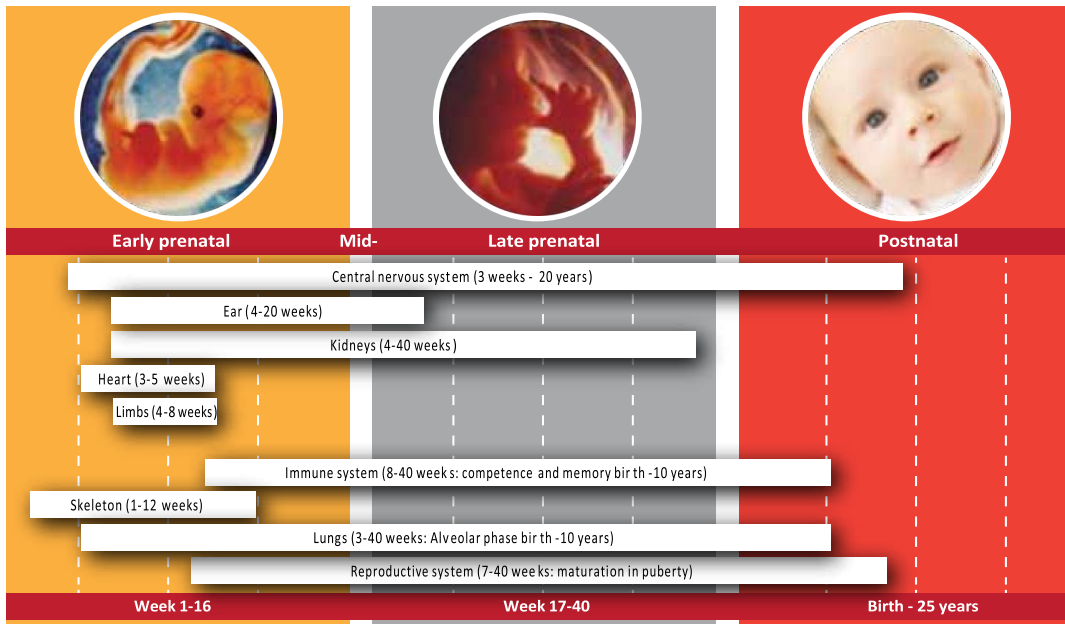 Early prenatal
Mid-
Late prenatal
Postnatal
Central nervous system (3 weeks - 20 years)
Ear (4-20 weeks)
Kidneys (4-40 weeks)
Heart (3-5 weeks)
Limbs (4-8 weeks)
Immune system (8-40 weeks: competence and memory birth -10 years)
Skeleton (1-12 weeks)
Lungs (3-40 weeks: Alveolar phase birth -10 years)
Reproductive system (7-40 weeks: maturation in puberty)
Week 1-16
Week 17-40
Birth - 25 years